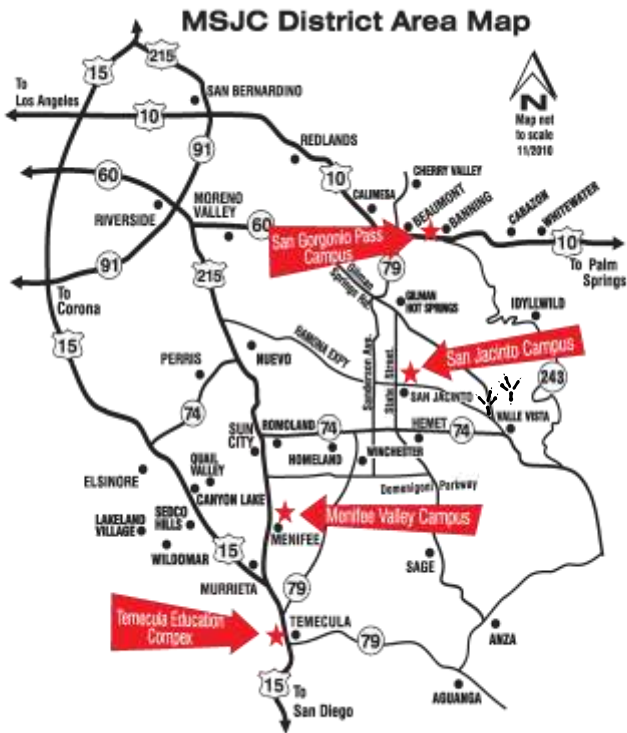 MSJC District Area Map
15
215
To
Los Angeles
10
SAN BERNARDINO
N
Map not
to scale
11/2010
91
REDLANDS
60
10
CHERRY VALLEY
CALIMESA
BEAUMONT
BANNING
CABAZON
WHITEWATER
RIVERSIDE
MORENO
VALLEY
60
San Gorgonio Pass
Campus
10
To Palm
Springs
91
215
79
Gilman
Springs Rd.
To
Corona
GILMAN
HOT SPRINGS
IDYLLWILD
15
RAMONA EXPY
Sanderson Ave.
State Street
San Jacinto Campus
NUEVO
PERRIS
243
SAN JACINTO
74
VALLE VISTA
SUN
CITY
ROMOLAND
74
HEMET
74
HOMELAND
WINCHESTER
QUAIL
VALLEY
ELSINORE
CANYON LAKE
Domenigoni Parkway
SEDCO
HILLS
LAKELAND
VILLAGE
Menifee Valley Campus
MENIFEE
WILDOMAR
15
SAGE
MURRIETA
79
Temecula Education
Compex
TEMECULA
79
ANZA
15
To
San Diego
AGUANGA